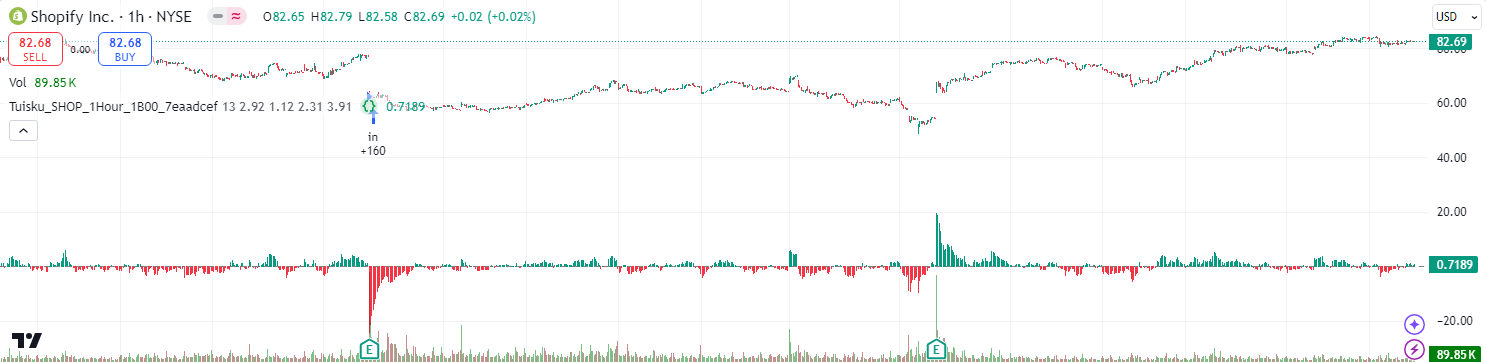 Shopify Inc. · 1h · NYSE O82.65 H82.79 L82.58 C82.69 +0.02 (+0.02%)
USD
82.68 SELL
0.00
82.68 BUY
82.69
Vol 89.85 K
Tuisku_SHOP_1Hour_1B00_7eaadcef 13 2.92 1.12 2.31 3.91 0.7189
60.00
in
+160
40.00
20.00
0.7189
−20.00
E
E
89.85 K